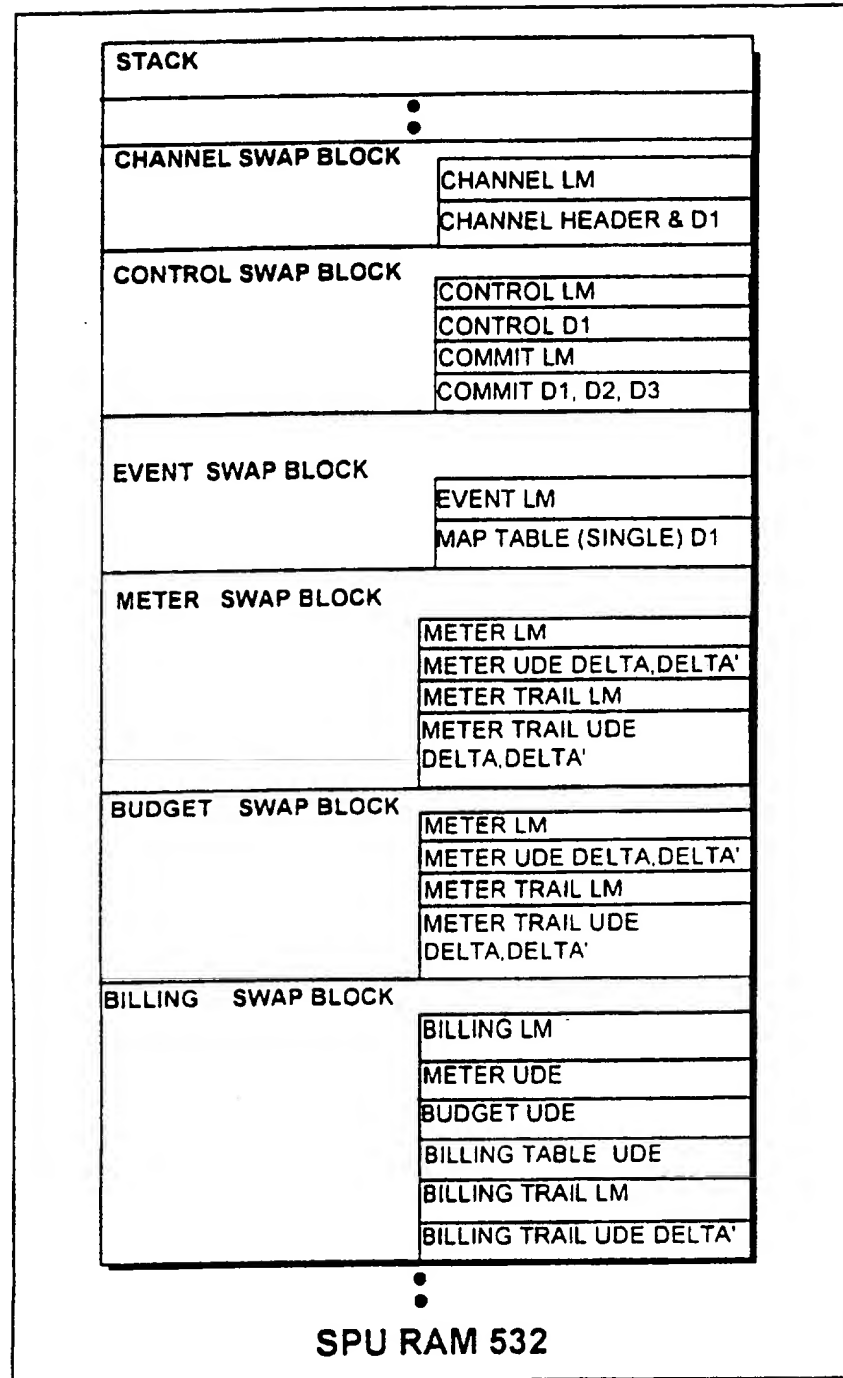 STACK
CHANNEL SWAP BLOCK
CHANNEL LM
CHANNEL HEADER & D1
CONTROL SWAP BLOCK
CONTROL LM
CONTROL D1
COMMIT LM
COMMIT D1, D2, D3
EVENT SWAP BLOCK
EVENT LM
MAP TABLE (SINGLE) D1
METER SWAP BLOCK
METER LM
METER UDE DELTA,DELTA'
METER TRAIL LM
METER TRAIL UDE
DELTA,DELTA'
BUDGET SWAP BLOCK
METER LM
METER UDE DELTA,DELTA'
METER TRAIL LM
METER TRAIL UDE
DELTA,DELTA'
BILLING SWAP BLOCK
BILLING LM
METER UDE
BUDGET UDE
BILLING TABLE UDE
BILLING TRAIL LM
BILLING TRAIL UDE DELTA'
SPU RAM 532